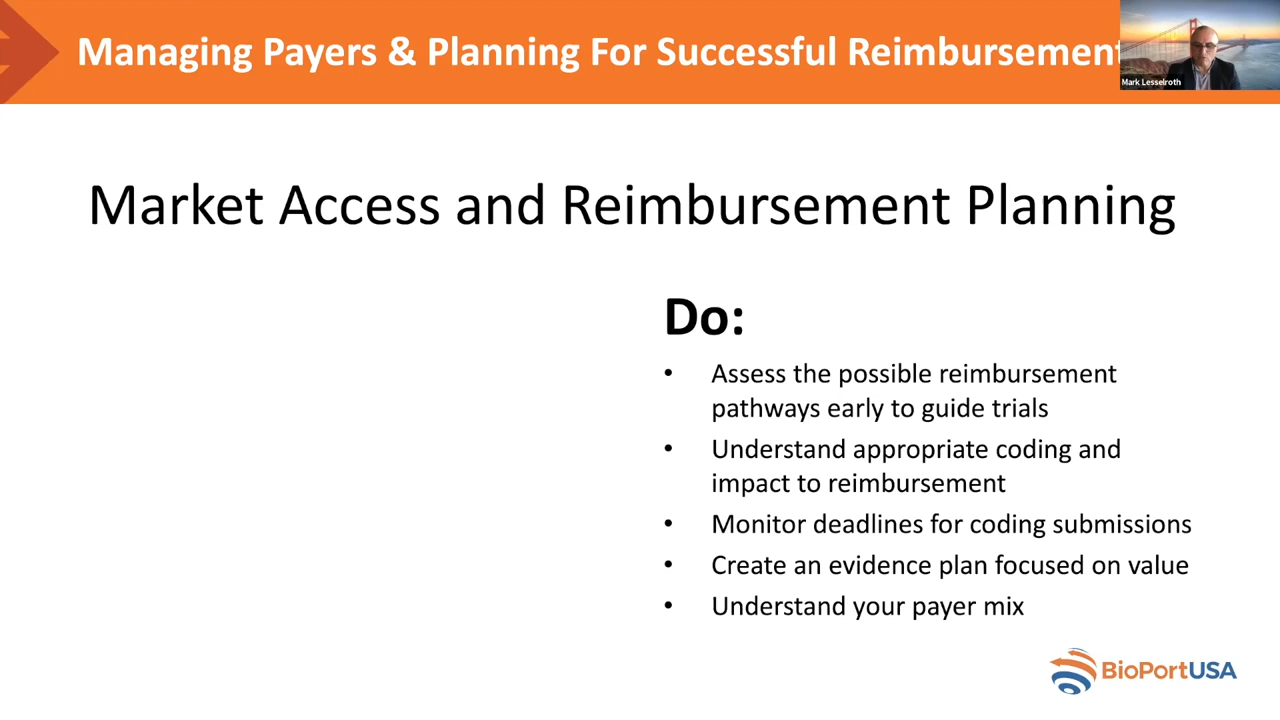 Managing Payers & Planning For Successful Reimbursement
Mark Lesselroth
Market Access and Reimbursement Planning
Do:
• Assess the possible reimbursement
pathways early to guide trials
• Understand appropriate coding and
impact to reimbursement
• Monitor deadlines for coding submissions
• Create an evidence plan focused on value
• Understand your payer mix
BioPortUSA